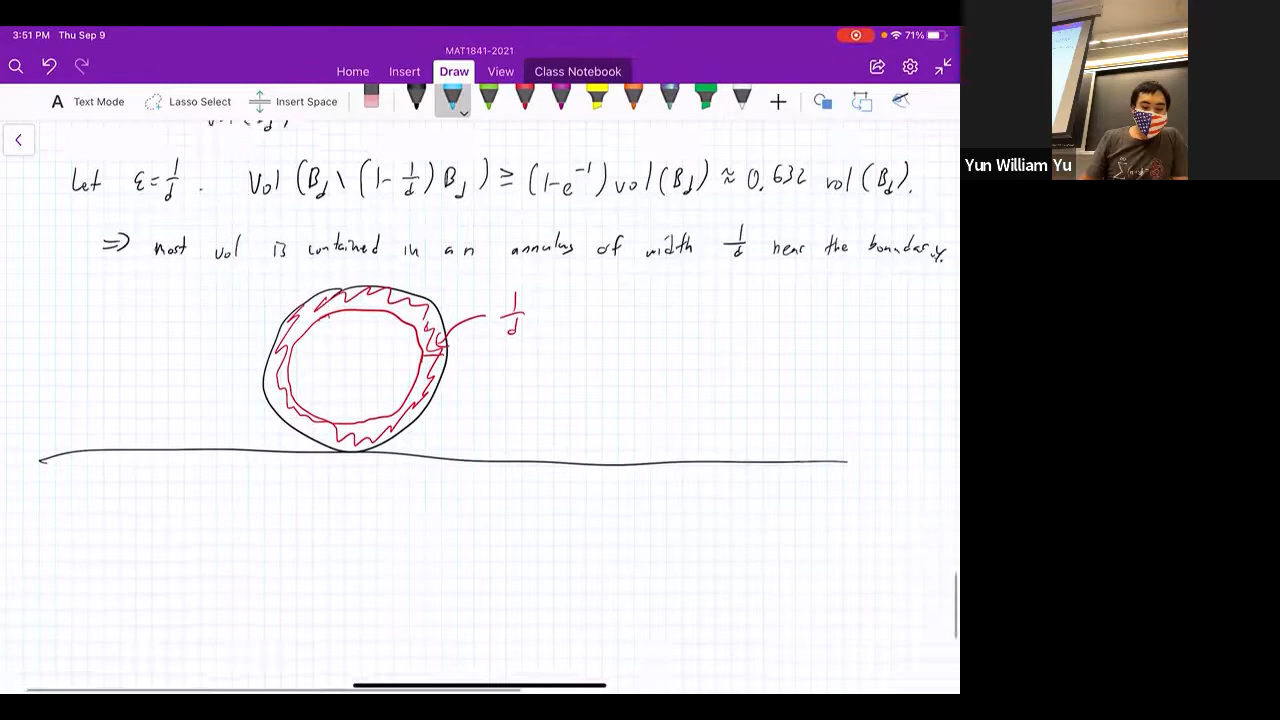 3:51 PM Thu Sep 9
71%
MAT1841-2021
Home Insert Draw View Class Notebook
A Text Mode Lasso Select Insert Space
Let ε = 1/d . Vol (B_d \ (1 - 1/d) B_d) ≥ (1 - e^{-1}) vol (B_d) ≈ 0.632 vol (B_d).
⇒ most vol is contained in an annulus of width 1/d near the boundary.
1/d
Yun William Yu